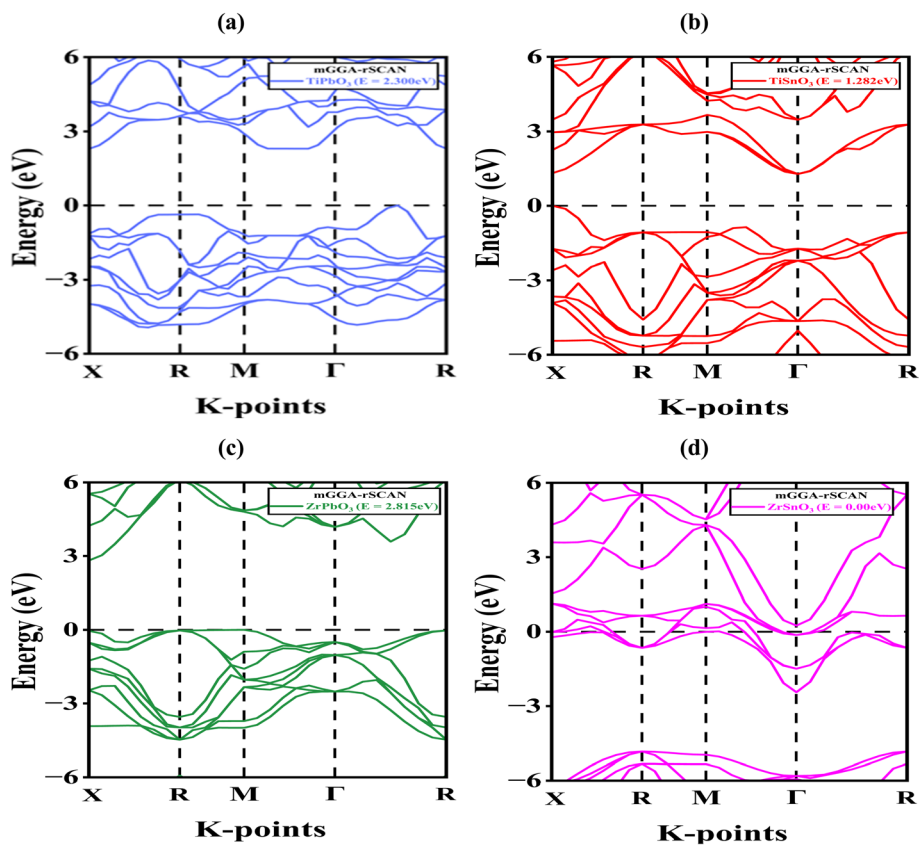 (a)
6
3
0
−3
−6
Energy (eV)
mGGA-rSCAN
TiPbO₃ (E = 2.300eV)
X R M Γ R
K-points
(b)
6
3
0
−3
−6
Energy (eV)
mGGA-rSCAN
TiSnO₃ (E = 1.282eV)
X R M Γ R
K-points
(c)
6
3
0
−3
−6
Energy (eV)
mGGA-rSCAN
ZrPbO₃ (E = 2.815eV)
X R M Γ R
K-points
(d)
6
3
0
−3
−6
Energy (eV)
mGGA-rSCAN
ZrSnO₃ (E = 0.00eV)
X R M Γ R
K-points